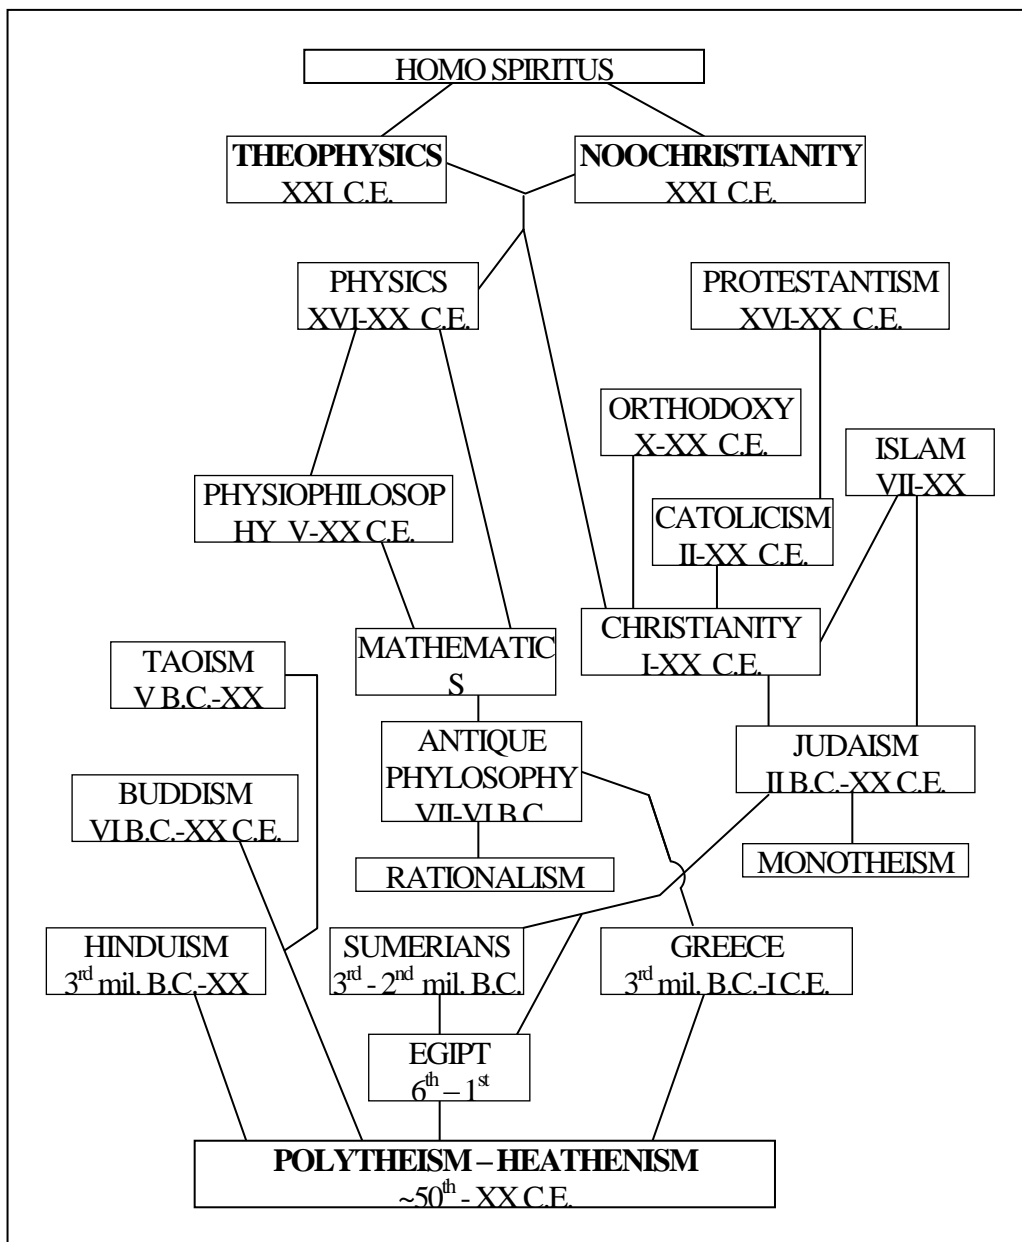 HOMO SPIRITUS
THEOPHYSICS
XXI C.E.
NOOCHRISTIANITY
XXI C.E.
PHYSICS
XVI-XX C.E.
PROTESTANTISM
XVI-XX C.E.
ORTHODOXY
X-XX C.E.
ISLAM
VII-XX
PHYSIOPHILOSOP
HY V-XX C.E.
CATOLICISM
II-XX C.E.
CHRISTIANITY
I-XX C.E.
MATHEMATIC
S
TAOISM
V B.C.-XX
ANTIQUE
PHYLOSOPHY
VII-VI B.C.
JUDAISM
II B.C.-XX C.E.
BUDDISM
VI B.C.-XX C.E.
RATIONALISM
MONOTHEISM
HINDUISM
3rd mil. B.C.-XX
SUMERIANS
3rd - 2nd mil. B.C.
GREECE
3rd mil. B.C.-I C.E.
EGIPT
6th – 1st
POLYTHEISM – HEATHENISM
~50th - XX C.E.